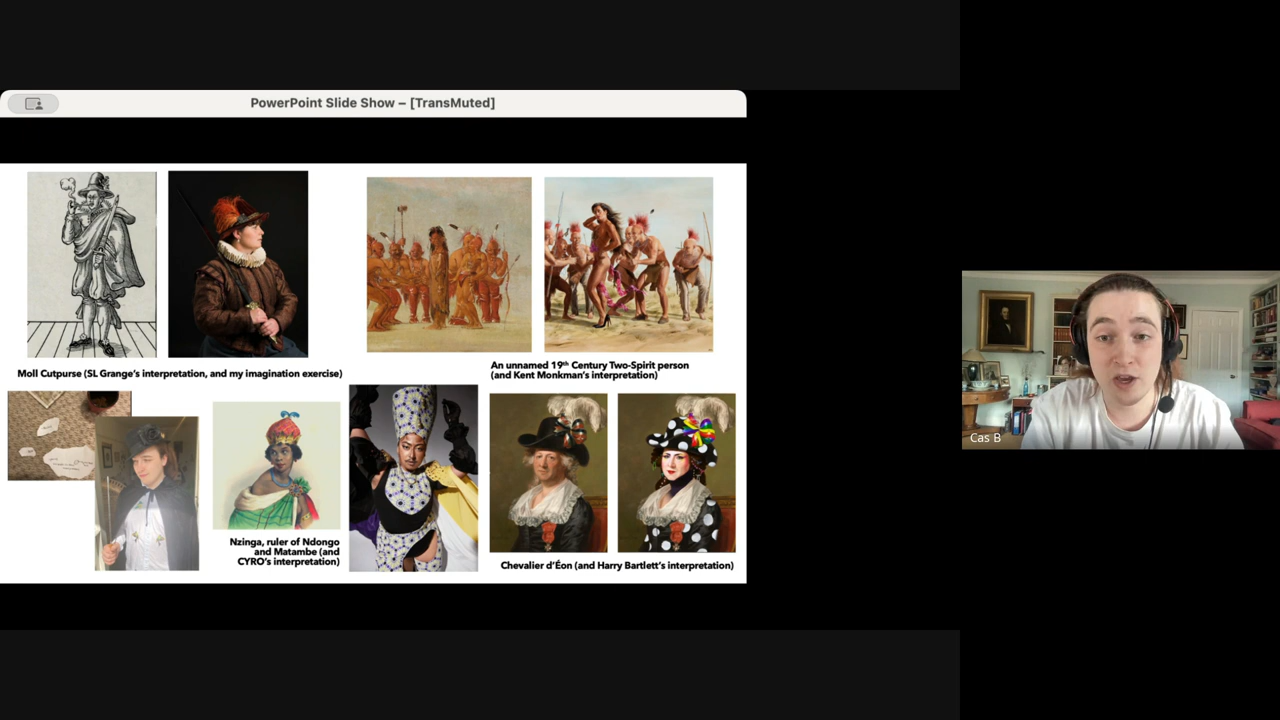 PowerPoint Slide Show – [TransMuted]
Moll Cutpurse (SL Grange's interpretation, and my imagination exercise)
An unnamed 19th Century Two-Spirit person
(and Kent Monkman's interpretation)
Nzinga, ruler of Ndongo
and Matambe (and
CYRO's interpretation)
Chevalier d'Éon (and Harry Bartlett's interpretation)
Cas B